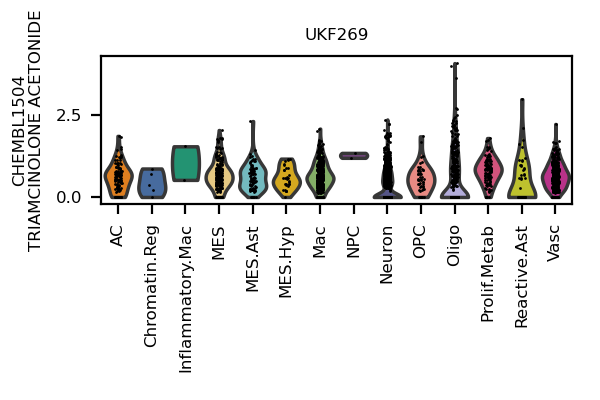 UKF269
CHEMBL1504
TRIAMCINOLONE ACETONIDE
2.5
0.0
AC
Chromatin.Reg
Inflammatory.Mac
MES
MES.Ast
MES.Hyp
Mac
NPC
Neuron
OPC
Oligo
Prolif.Metab
Reactive.Ast
Vasc